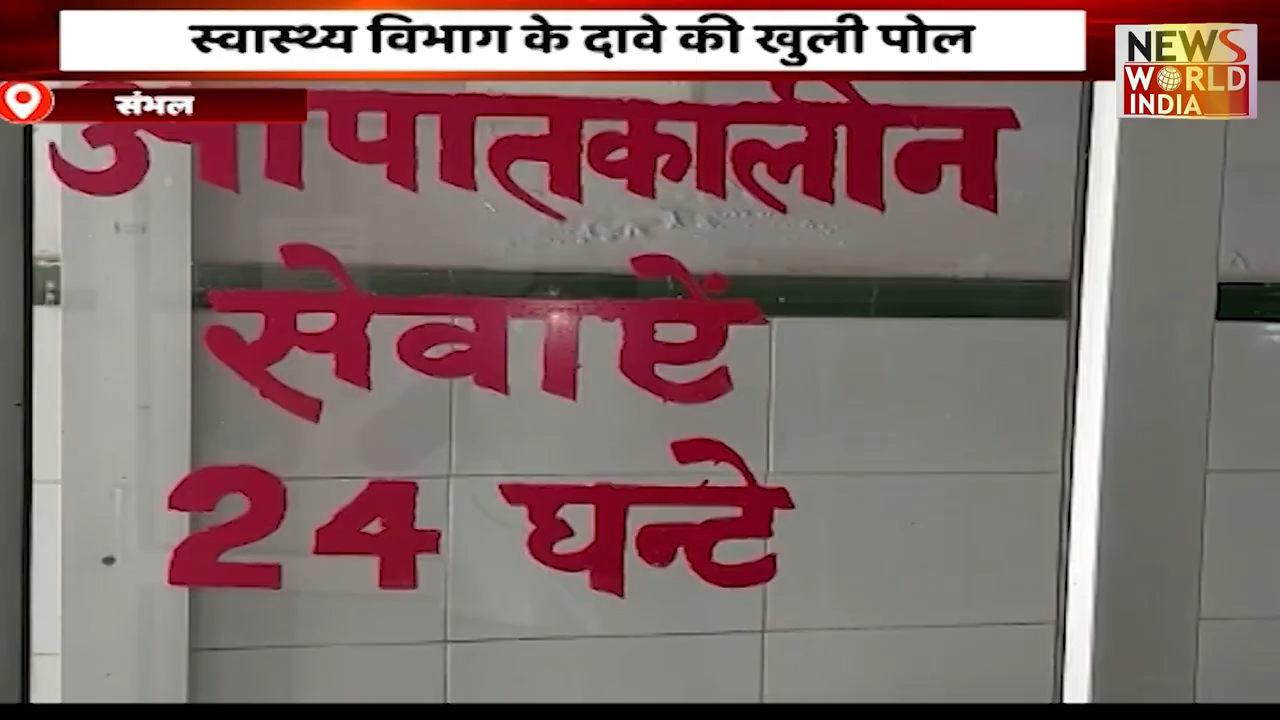 स्वास्थ्य विभाग के दावे की खुली पोल
NEWS
WORLD
INDIA
संभल
आपातकालीन
सेवाएं
24 घन्टे